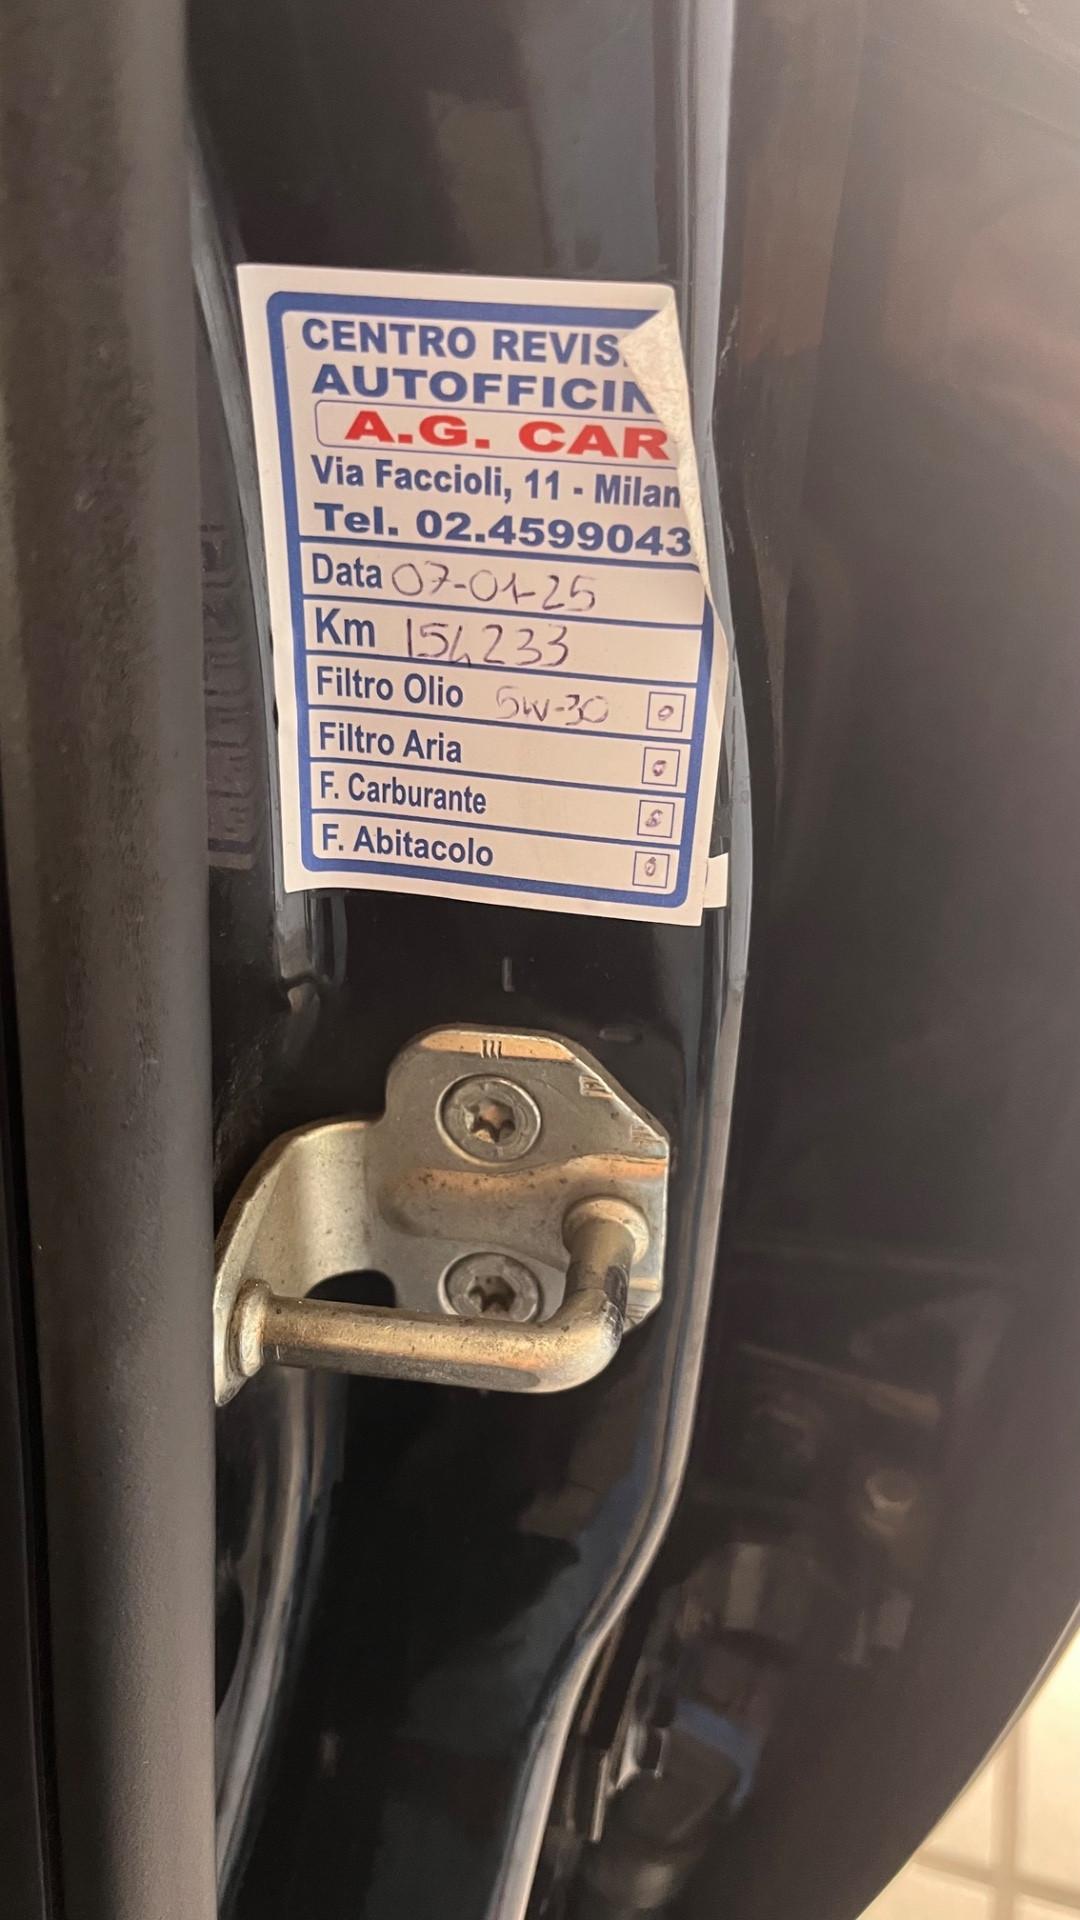 CENTRO REVIS
AUTOFFICIN
A.G. CAR
Via Faccioli, 11 - Milan
Tel. 02.4599043
Data 07-01-25
Km 154233
Filtro Olio 5W-30
Filtro Aria
F. Carburante
F. Abitacolo